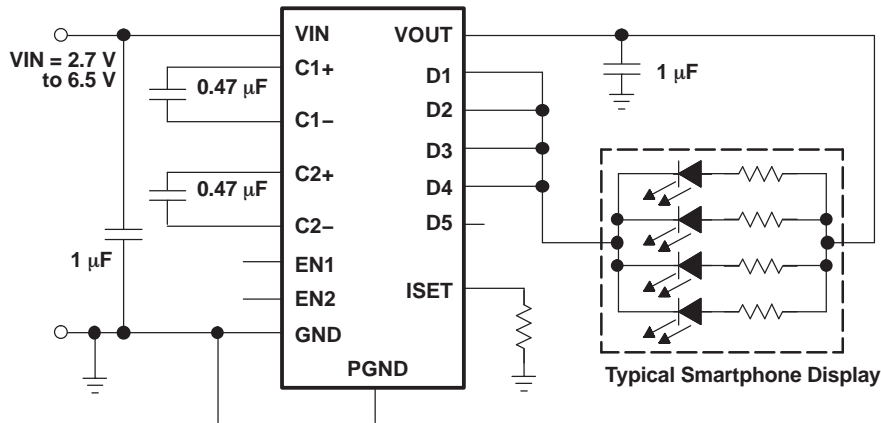 VIN
VOUT
VIN = 2.7 V
to 6.5 V
C1+
D1
1 μF
0.47 μF
D2
C1−
D3
C2+
D4
0.47 μF
C2−
D5
1 μF
EN1
EN2
ISET
GND
PGND
Typical Smartphone Display